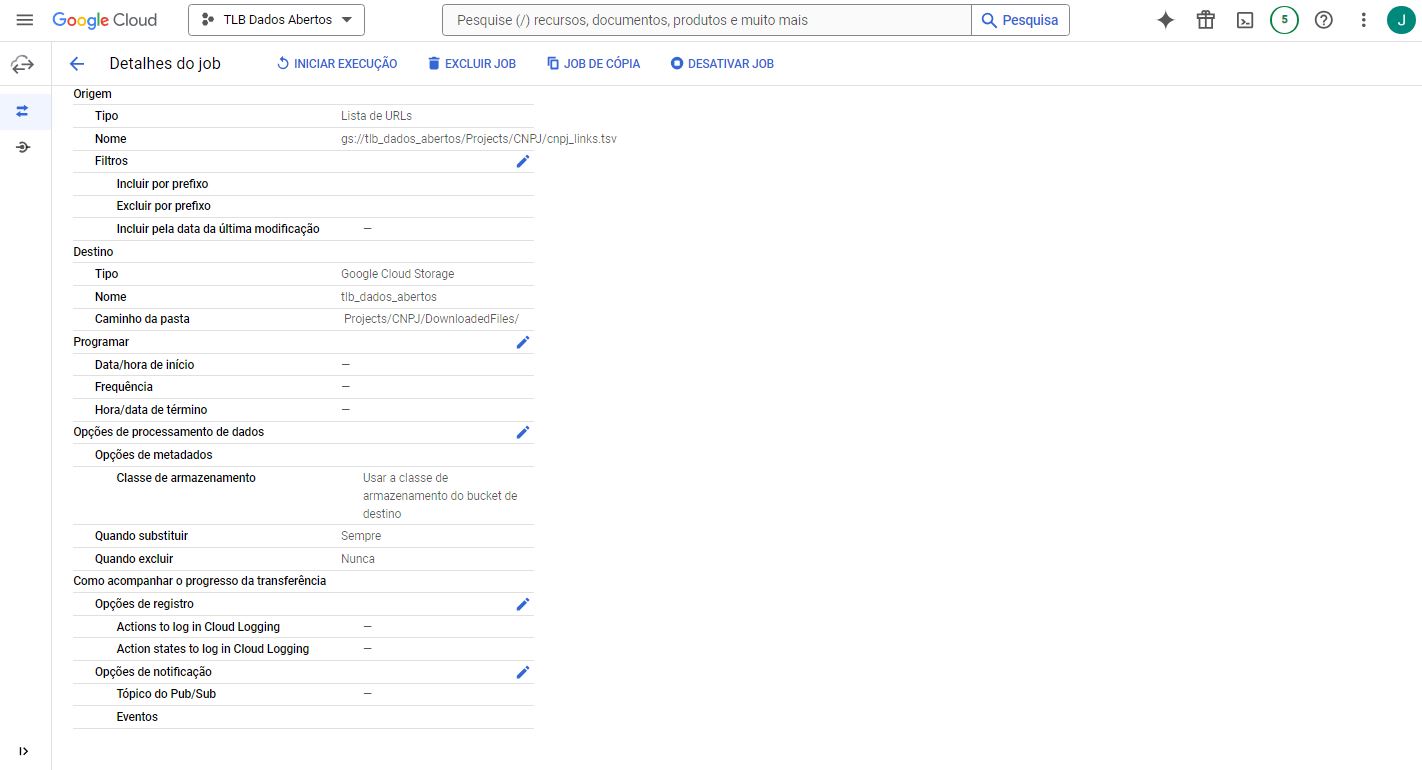 Google Cloud
TLB Dados Abertos
Pesquise (/) recursos, documentos, produtos e muito mais
Pesquisa
5
J
Detalhes do job
INICIAR EXECUÇÃO
EXCLUIR JOB
JOB DE CÓPIA
DESATIVAR JOB
Origem
Tipo Lista de URLs
Nome gs://tlb_dados_abertos/Projects/CNPJ/cnpj_links.tsv
Filtros
Incluir por prefixo
Excluir por prefixo
Incluir pela data da última modificação —
Destino
Tipo Google Cloud Storage
Nome tlb_dados_abertos
Caminho da pasta Projects/CNPJ/DownloadedFiles/
Programar
Data/hora de início —
Frequência —
Hora/data de término —
Opções de processamento de dados
Opções de metadados
Classe de armazenamento Usar a classe de
armazenamento do bucket de
destino
Quando substituir Sempre
Quando excluir Nunca
Como acompanhar o progresso da transferência
Opções de registro
Actions to log in Cloud Logging —
Action states to log in Cloud Logging —
Opções de notificação
Tópico do Pub/Sub —
Eventos